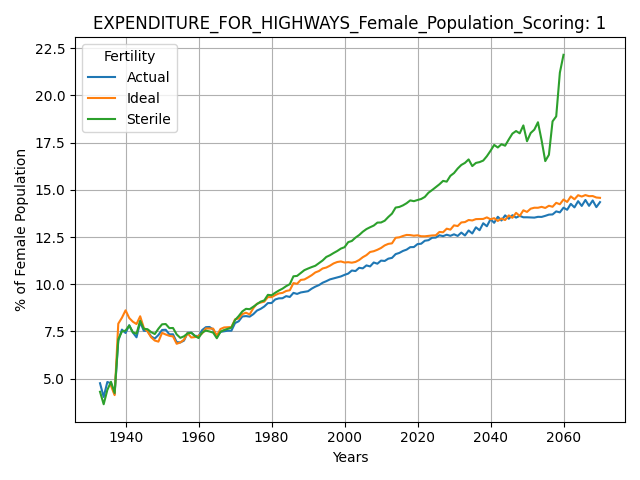 EXPENDITURE_FOR_HIGHWAYS_Female_Population_Scoring: 1
Fertility
Actual
Ideal
Sterile
22.5
20.0
17.5
15.0
12.5
10.0
7.5
5.0
% of Female Population
1940 1960 1980 2000 2020 2040 2060
Years